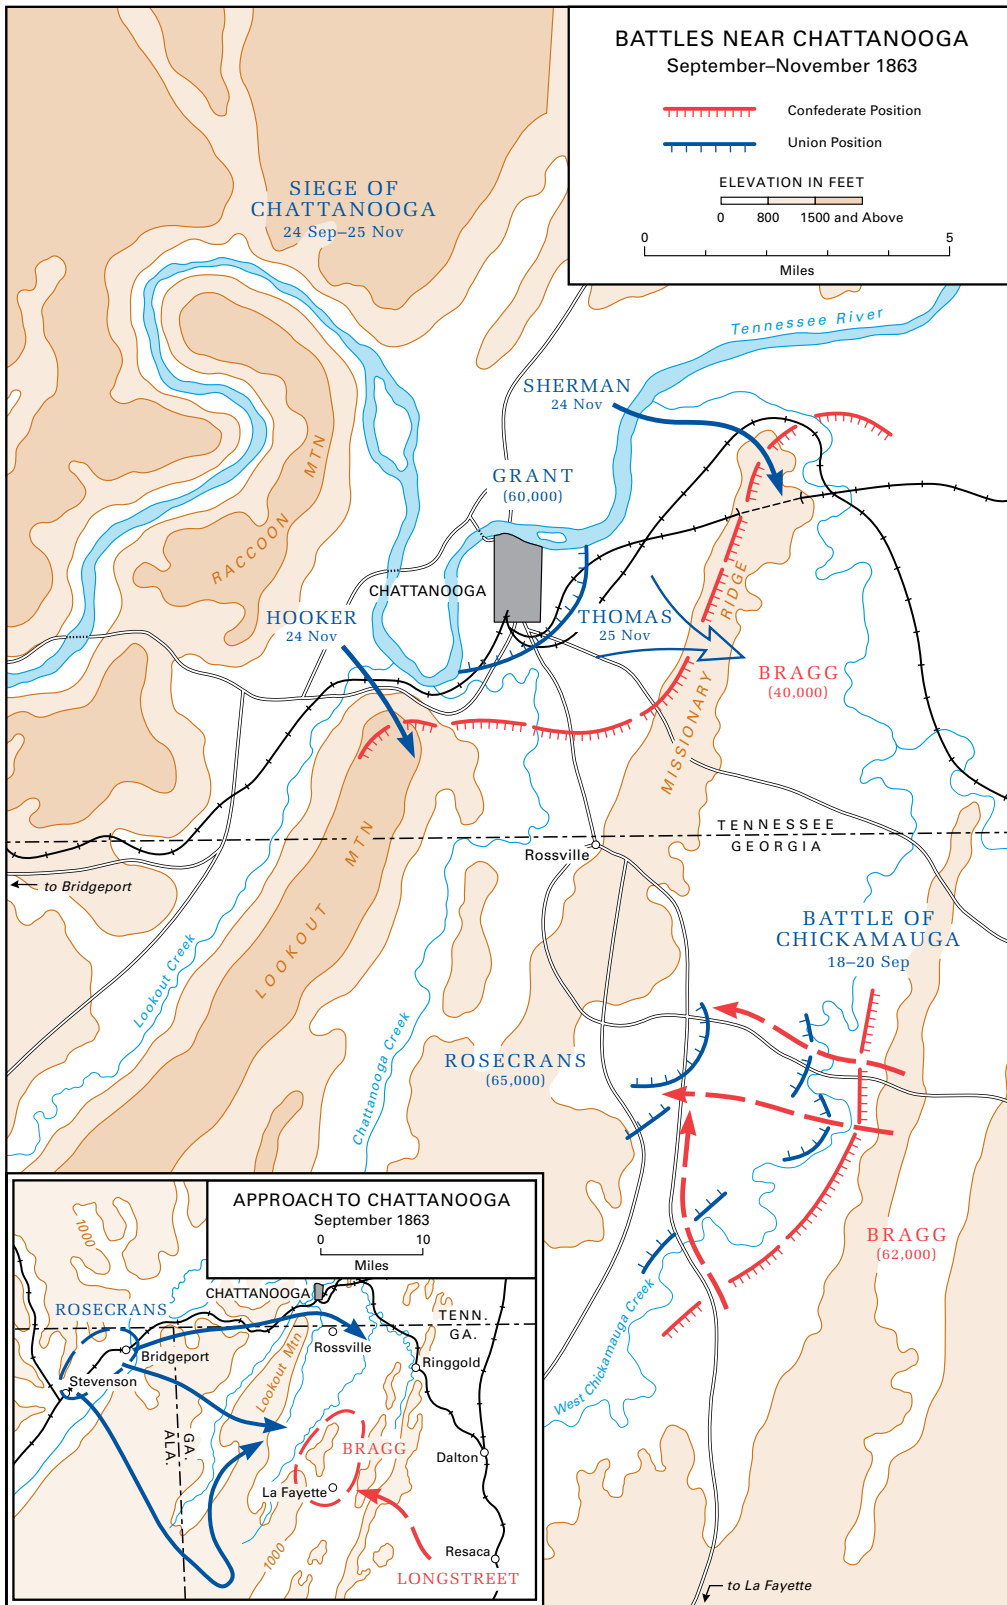 BATTLES NEAR CHATTANOOGA
September–November 1863
Confederate Position
Union Position
ELEVATION IN FEET
0 800 1500 and Above
0 5
Miles
SIEGE OF
CHATTANOOGA
24 Sep–25 Nov
Tennessee River
SHERMAN
24 Nov
GRANT
(60,000)
RACCOON MTN
CHATTANOOGA
HOOKER
24 Nov
THOMAS
25 Nov
BRAGG
(40,000)
MISSIONARY RIDGE
TENNESSEE
GEORGIA
Rossville
to Bridgeport
LOOKOUT MTN
Lookout Creek
Chattanooga Creek
BATTLE OF
CHICKAMAUGA
18–20 Sep
ROSECRANS
(65,000)
BRAGG
(62,000)
West Chickamauga Creek
to La Fayette
APPROACH TO CHATTANOOGA
September 1863
0 10
Miles
1000
CHATTANOOGA
ROSECRANS
TENN.
GA.
Rossville
Bridgeport
Ringgold
Stevenson
Lookout Mtn
GA.
ALA.
BRAGG
Dalton
La Fayette
1000
Resaca
LONGSTREET